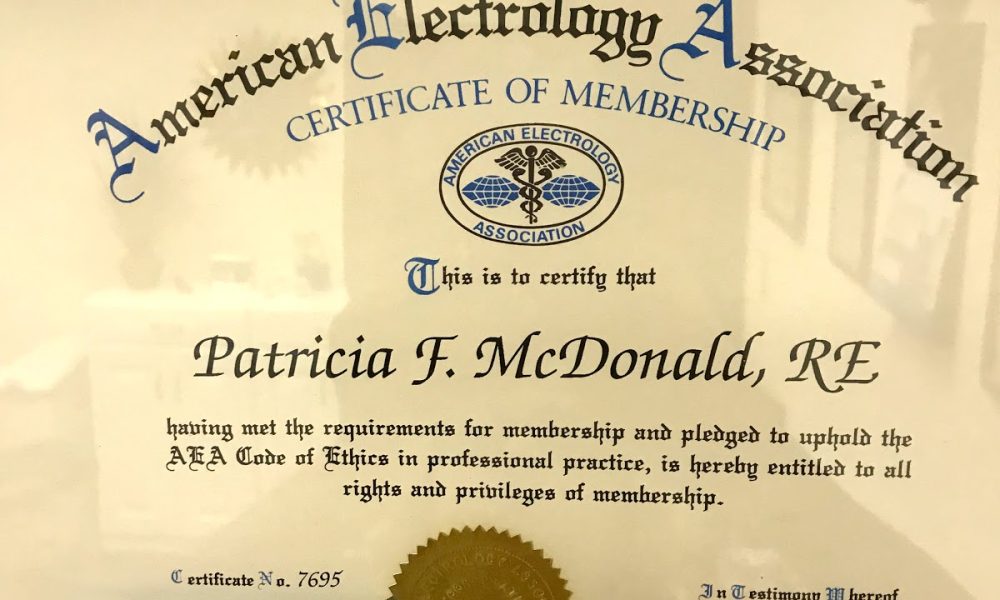 American Electrology Association
CERTIFICATE OF MEMBERSHIP
AMERICAN ELECTROLOGY
ASSOCIATION
This is to certify that
Patricia F. McDonald, RE
having met the requirements for membership and pledged to uphold the
AEA Code of Ethics in professional practice, is hereby entitled to all
rights and privileges of membership.
Certificate No. 7695
In Testimony Whereof